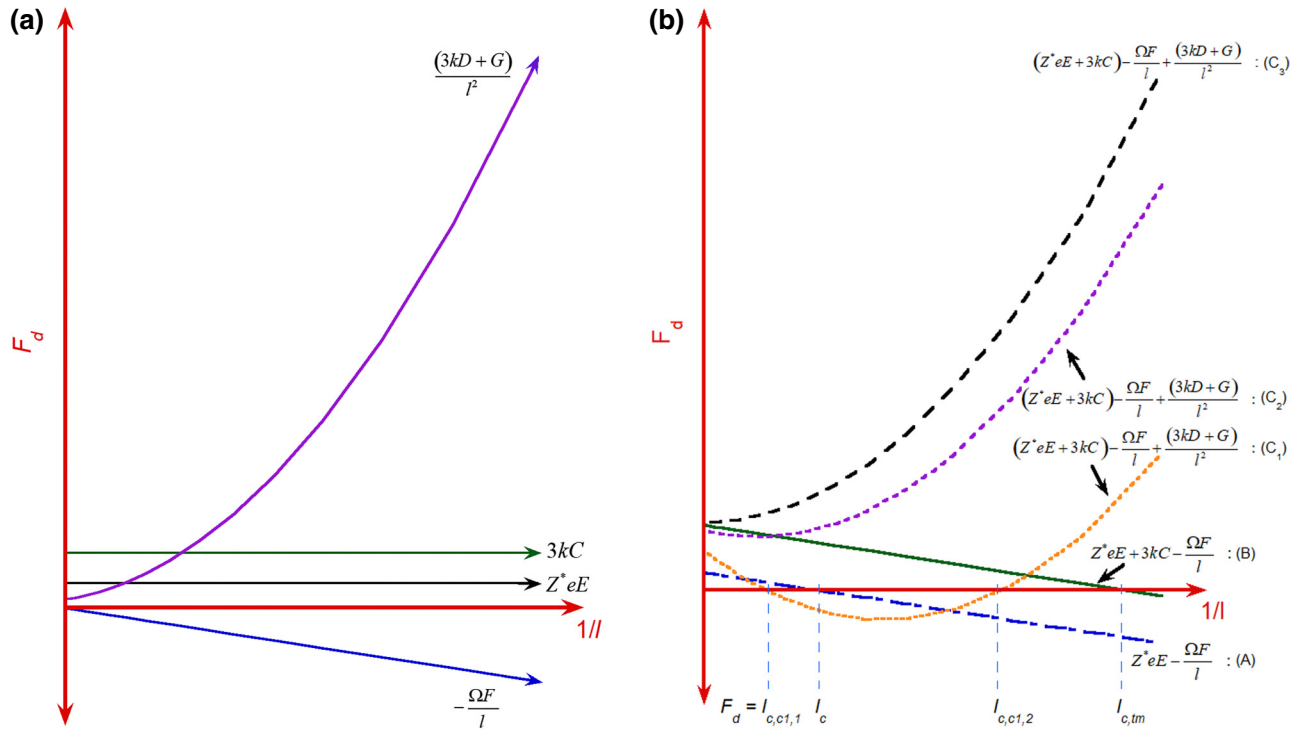 (a)
(3kD + G)
l²
F_d
3kC
Z*eE
1/l
-ΩF/l
(b)
(Z*eE + 3kC) - ΩF/l + (3kD + G)/l² : (C₃)
F_d
(Z*eE + 3kC) - ΩF/l + (3kD + G)/l² : (C₂)
(Z*eE + 3kC) - ΩF/l + (3kD + G)/l² : (C₁)
Z*eE + 3kC - ΩF/l : (B)
1/l
Z*eE - ΩF/l : (A)
F_d = l_c,c1,1 l_c l_c,c1,2 l_c,tm